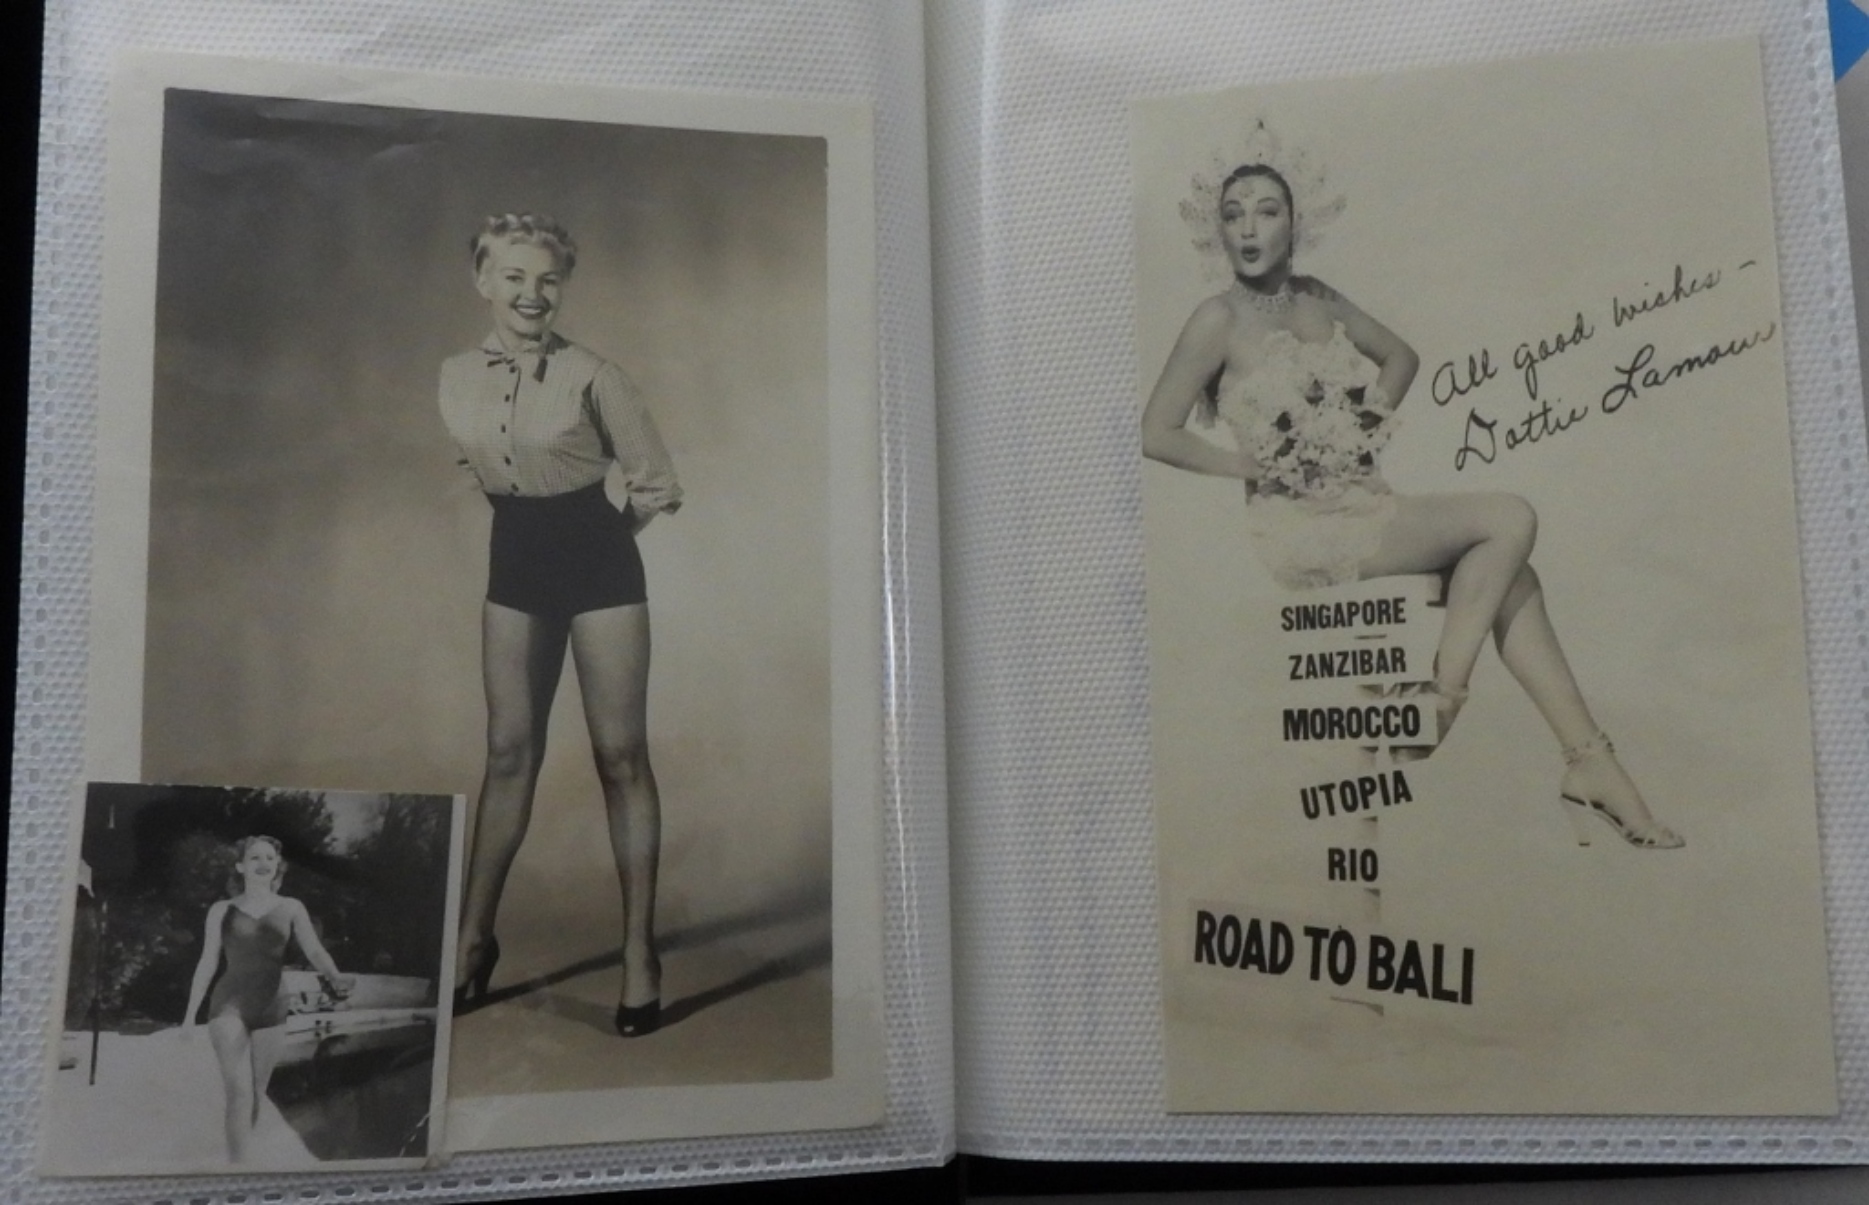 All good wishes -
Dottie Lamour
SINGAPORE
ZANZIBAR
MOROCCO
UTOPIA
RIO
ROAD TO BALI